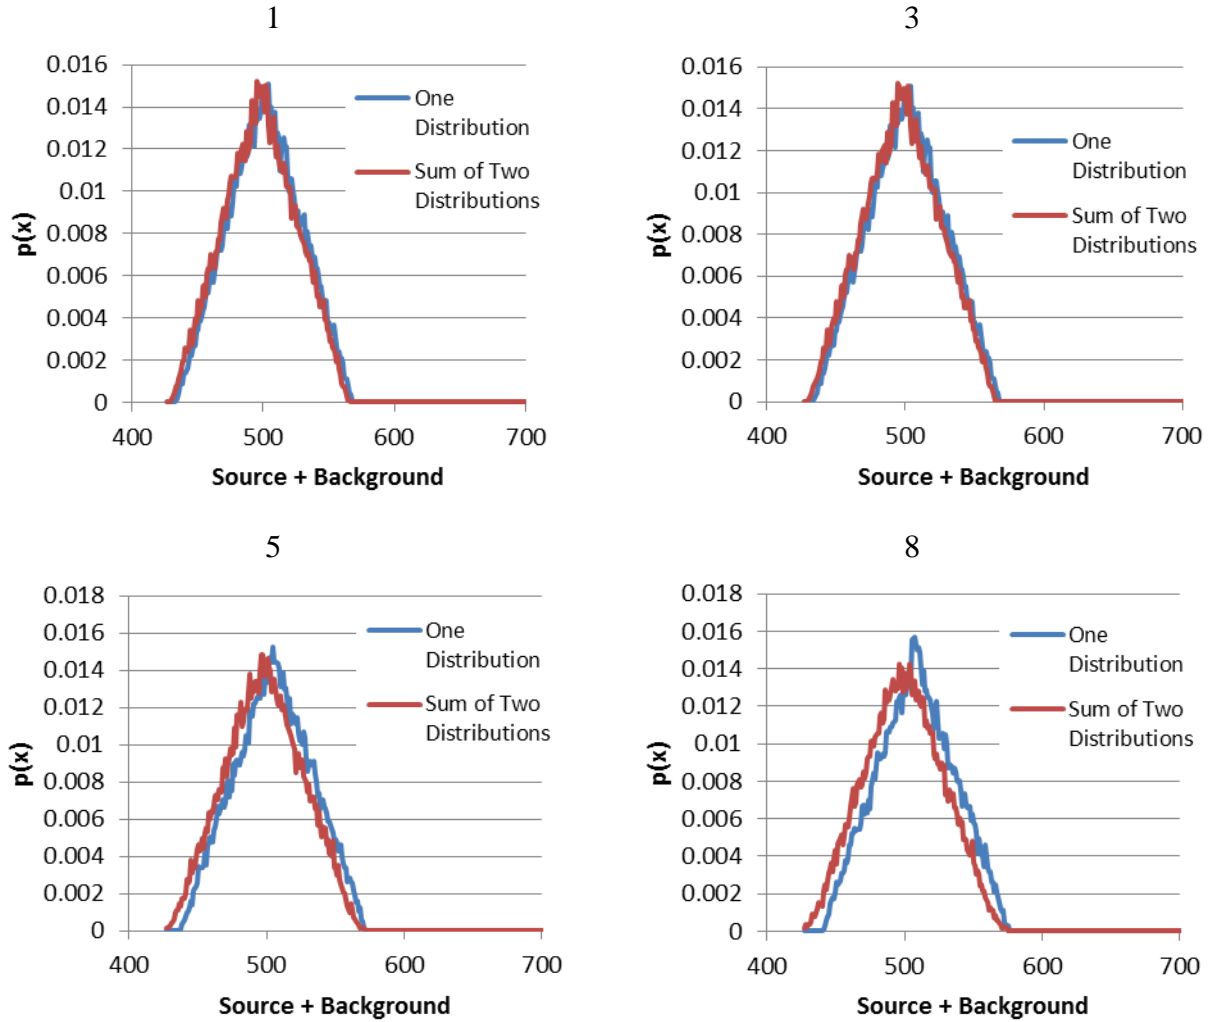 1
0.016
0.014
0.012
0.01
0.008
0.006
0.004
0.002
0
400
500
600
700
p(x)
Source + Background
One
Distribution
Sum of Two
Distributions
3
0.016
0.014
0.012
0.010
0.008
0.006
0.004
0.002
0
400
500
600
700
p(x)
Source + Background
One
Distribution
Sum of Two
Distributions
5
0.018
0.016
0.014
0.012
0.01
0.008
0.006
0.004
0.002
0
400
500
600
700
p(x)
Source + Background
One
Distribution
Sum of Two
Distributions
8
0.018
0.016
0.014
0.012
0.010
0.008
0.006
0.004
0.002
0
400
500
600
700
p(x)
Source + Background
One
Distribution
Sum of Two
Distributions